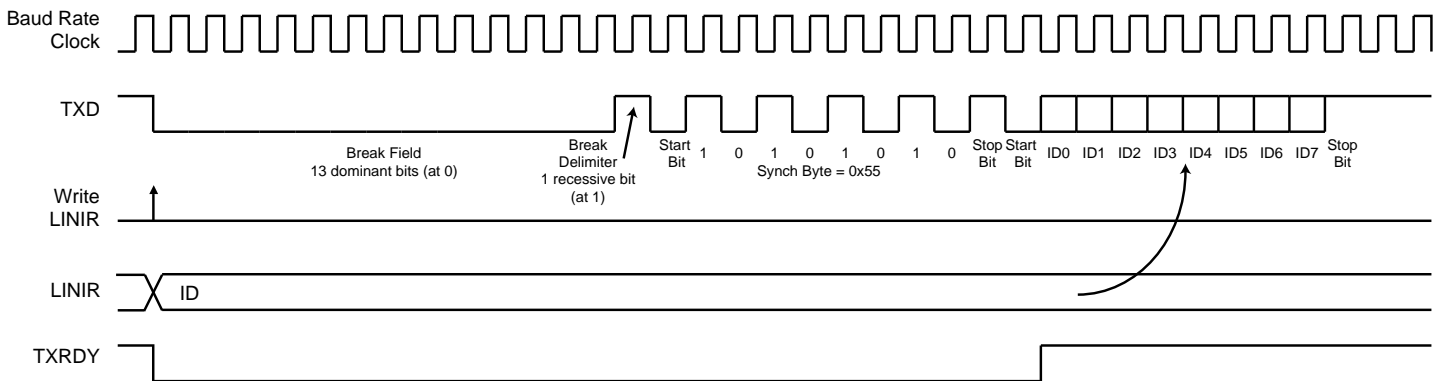 Baud Rate
Clock
TXD
Break Field
13 dominant bits (at 0)
Break
Delimiter
1 recessive bit
(at 1)
Start
Bit
1 0 1 0 1 0 1 0
Synch Byte = 0x55
Stop
Bit
Start
Bit
ID0 ID1 ID2 ID3 ID4 ID5 ID6 ID7
Stop
Bit
Write
LINIR
LINIR
ID
TXRDY